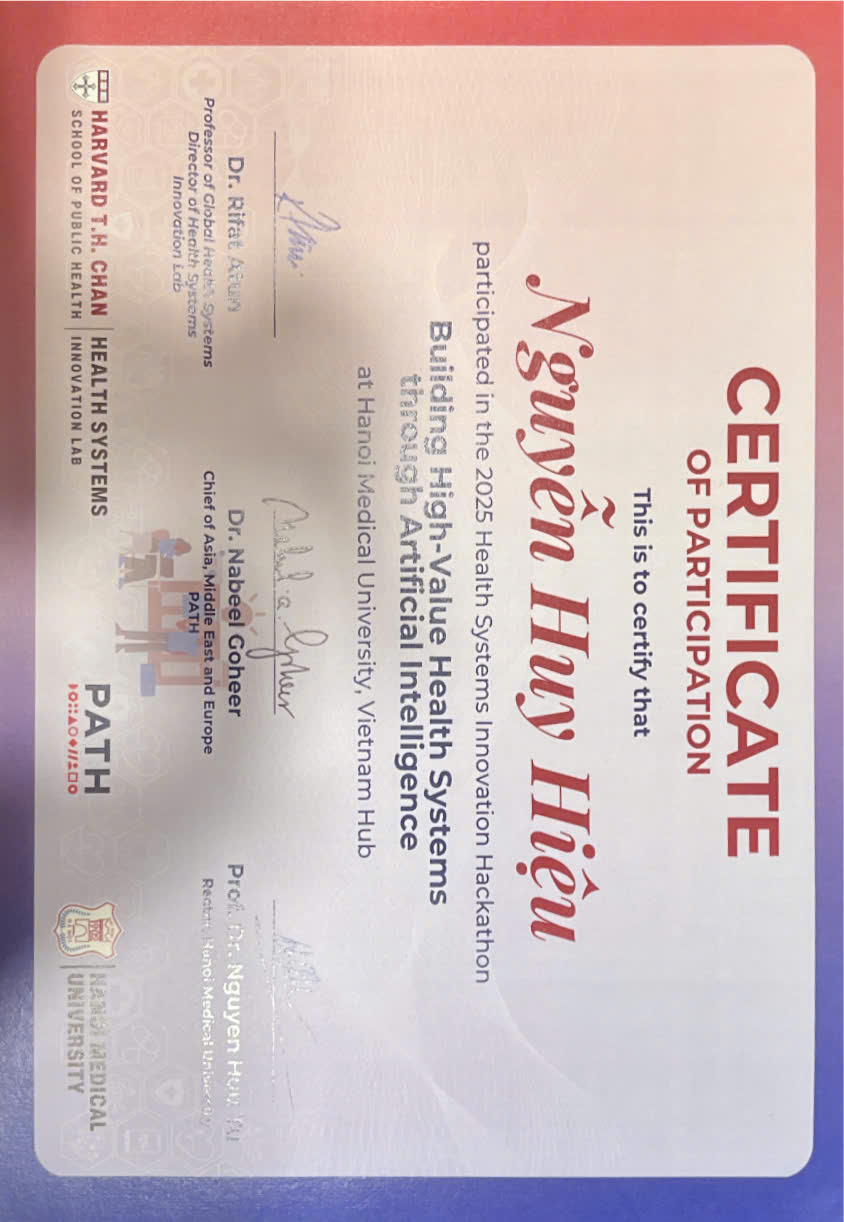 CERTIFICATE
OF PARTICIPATION
This is to certify that
Nguyễn Huy Hiệu
participated in the 2025 Health Systems Innovation Hackathon
Building High-Value Health Systems
through Artificial Intelligence
at Hanoi Medical University, Vietnam Hub
Dr. Rifat Atun
Professor of Global Health Systems
Director of Health Systems
Innovation Lab
Dr. Nabeel Goheer
Chief of Asia, Middle East and Europe
PATH
Prof. Dr. Nguyen Huu Tu
Rector, Hanoi Medical University
HARVARD T.H. CHAN
SCHOOL OF PUBLIC HEALTH
HEALTH SYSTEMS
INNOVATION LAB
PATH
HANOI MEDICAL
UNIVERSITY